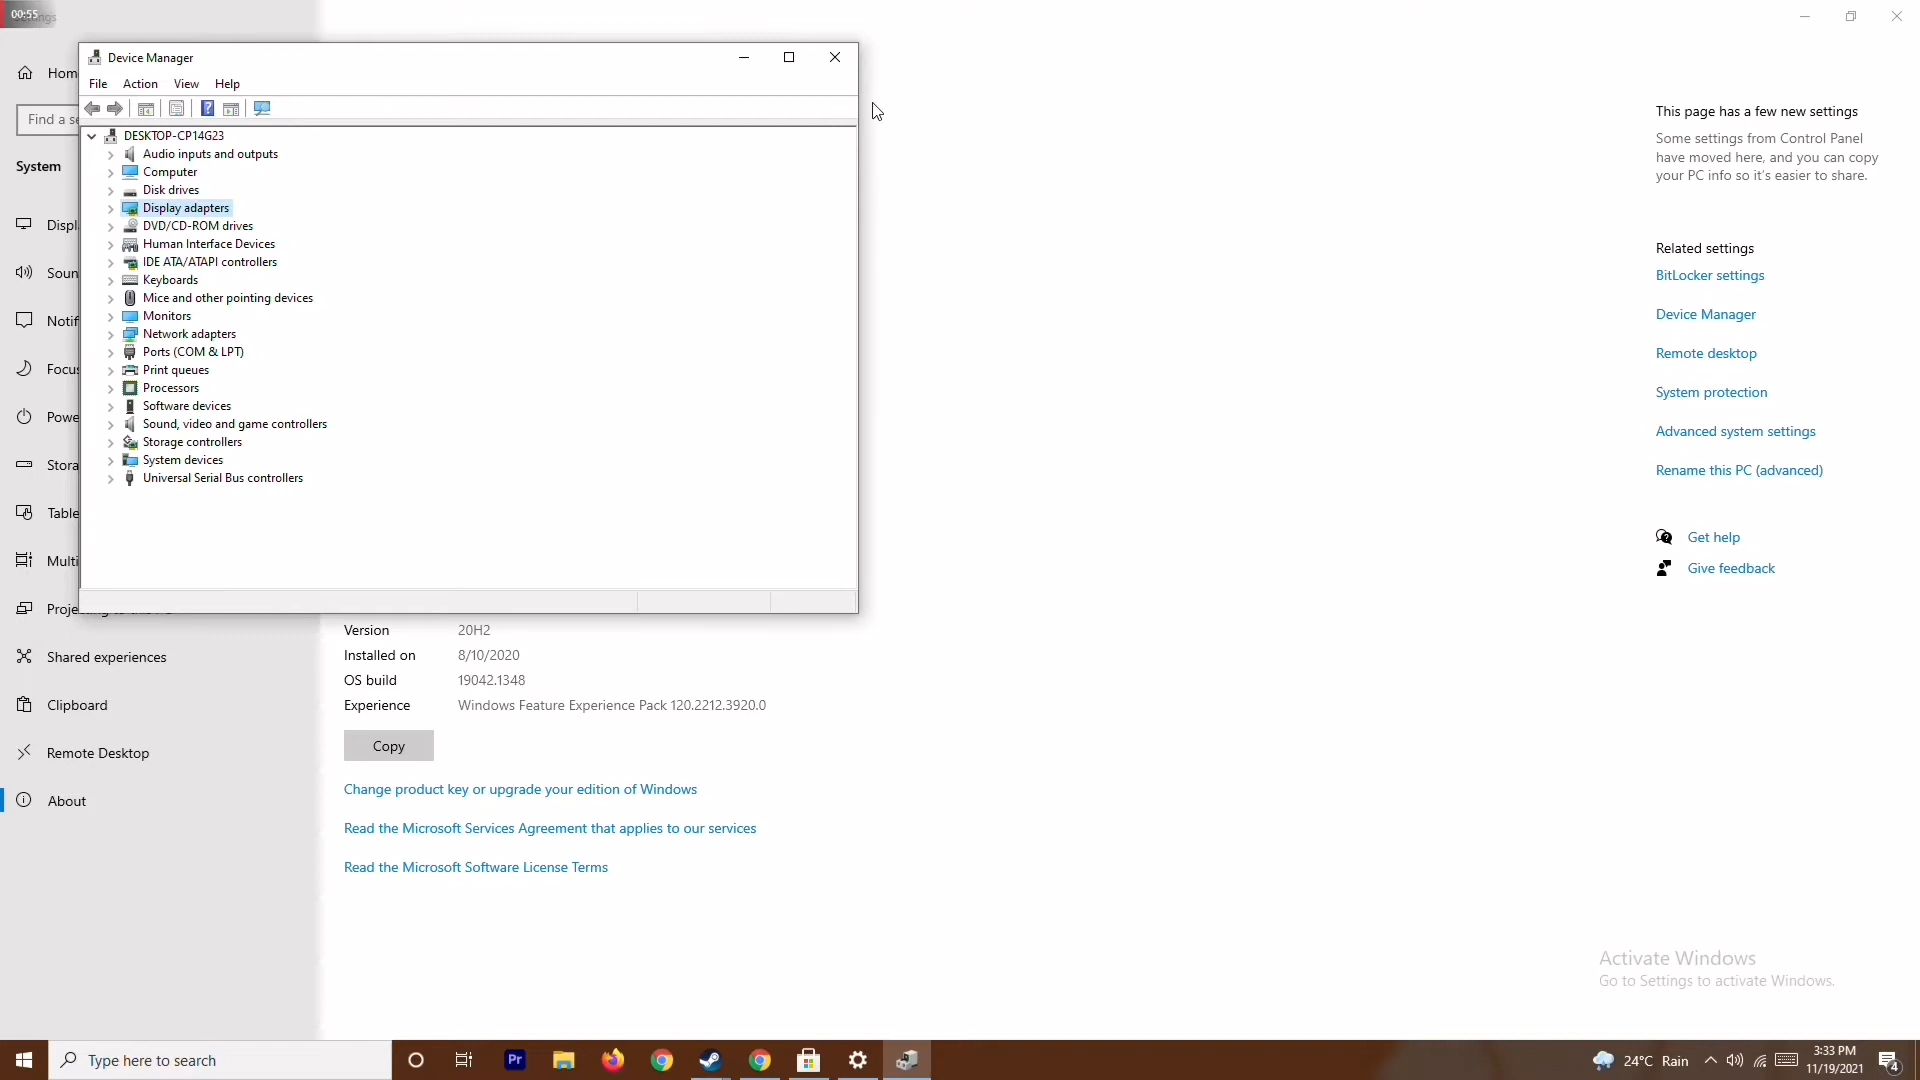 00:55
Device Manager
File Action View Help
DESKTOP-CP14G23
Audio inputs and outputs
Computer
Disk drives
Display adapters
DVD/CD-ROM drives
Human Interface Devices
IDE ATA/ATAPI controllers
Keyboards
Mice and other pointing devices
Monitors
Network adapters
Ports (COM & LPT)
Print queues
Processors
Software devices
Sound, video and game controllers
Storage controllers
System devices
Universal Serial Bus controllers
Hom
Find a se
System
Displ
Soun
Notif
Focus
Powe
Stora
Table
Multi
Shared experiences
Clipboard
Remote Desktop
About
Version 20H2
Installed on 8/10/2020
OS build 19042.1348
Experience Windows Feature Experience Pack 120.2212.3920.0
Copy
Change product key or upgrade your edition of Windows
Read the Microsoft Services Agreement that applies to our services
Read the Microsoft Software License Terms
This page has a few new settings
Some settings from Control Panel
have moved here, and you can copy
your PC info so it's easier to share.
Related settings
BitLocker settings
Device Manager
Remote desktop
System protection
Advanced system settings
Rename this PC (advanced)
Get help
Give feedback
Activate Windows
Go to Settings to activate Windows.
Type here to search
Pr
24°C Rain
3:33 PM
11/19/2021
4